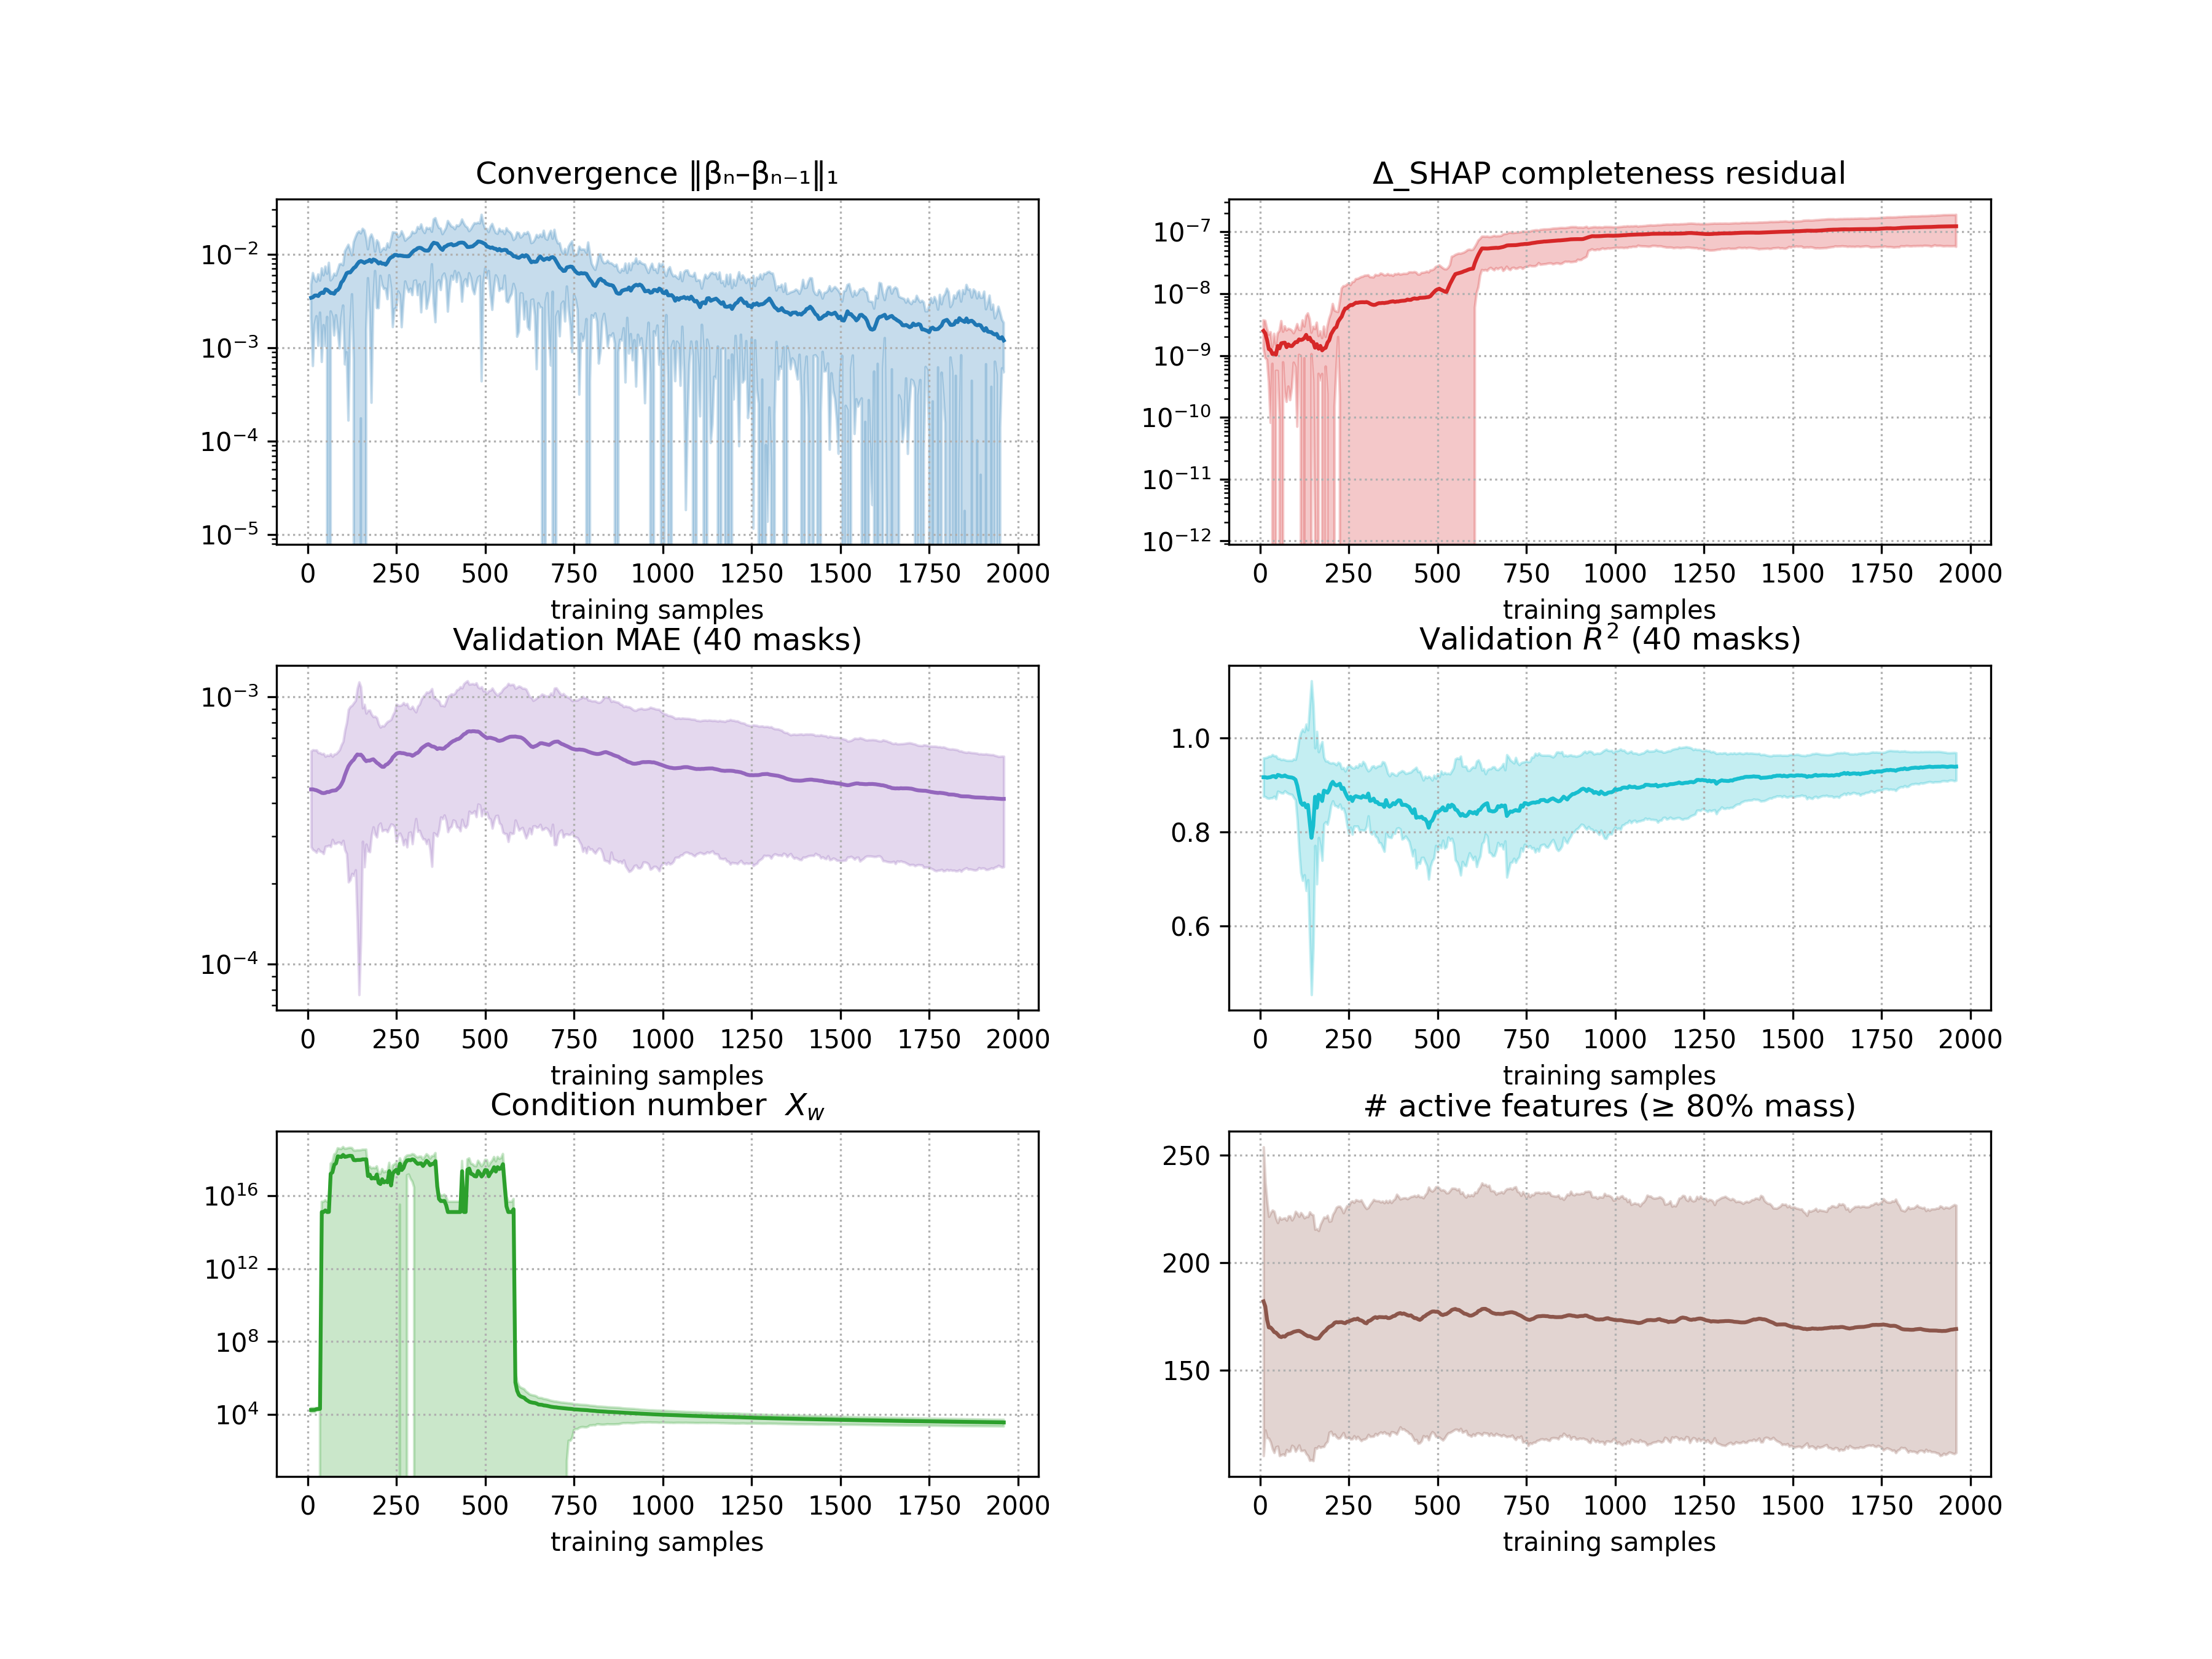 Convergence ‖βₙ–βₙ₋₁‖₁
10⁻²
10⁻³
10⁻⁴
10⁻⁵
0 250 500 750 1000 1250 1500 1750 2000
training samples
Δ_SHAP completeness residual
10⁻⁷
10⁻⁸
10⁻⁹
10⁻¹⁰
10⁻¹¹
10⁻¹²
0 250 500 750 1000 1250 1500 1750 2000
training samples
Validation MAE (40 masks)
10⁻³
10⁻⁴
0 250 500 750 1000 1250 1500 1750 2000
training samples
Validation R² (40 masks)
1.0
0.8
0.6
0 250 500 750 1000 1250 1500 1750 2000
training samples
Condition number X_w
10¹⁶
10¹²
10⁸
10⁴
0 250 500 750 1000 1250 1500 1750 2000
training samples
# active features (≥ 80% mass)
250
200
150
0 250 500 750 1000 1250 1500 1750 2000
training samples